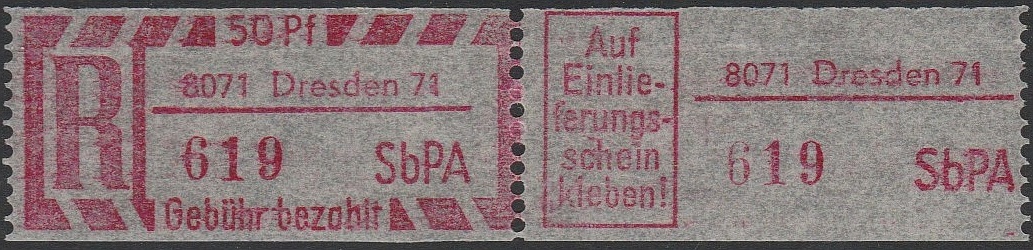 50 Pf
R
8071 Dresden 71
619 SbPA
Gebühr bezahlt
Auf
Einlie-
ferungs-
schein
kleben!
8071 Dresden 71
619 SbPA